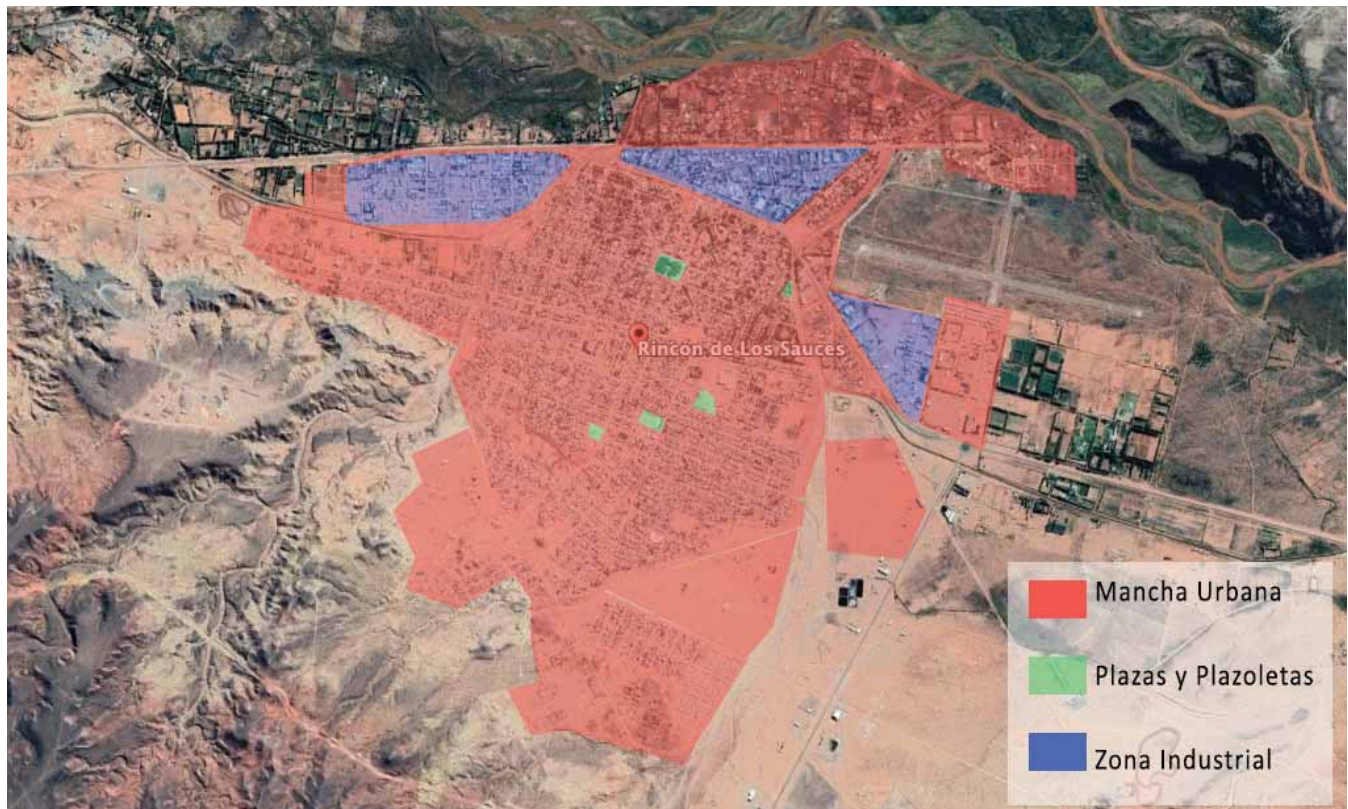 Rincón de Los Sauces
Mancha Urbana
Plazas y Plazoletas
Zona Industrial